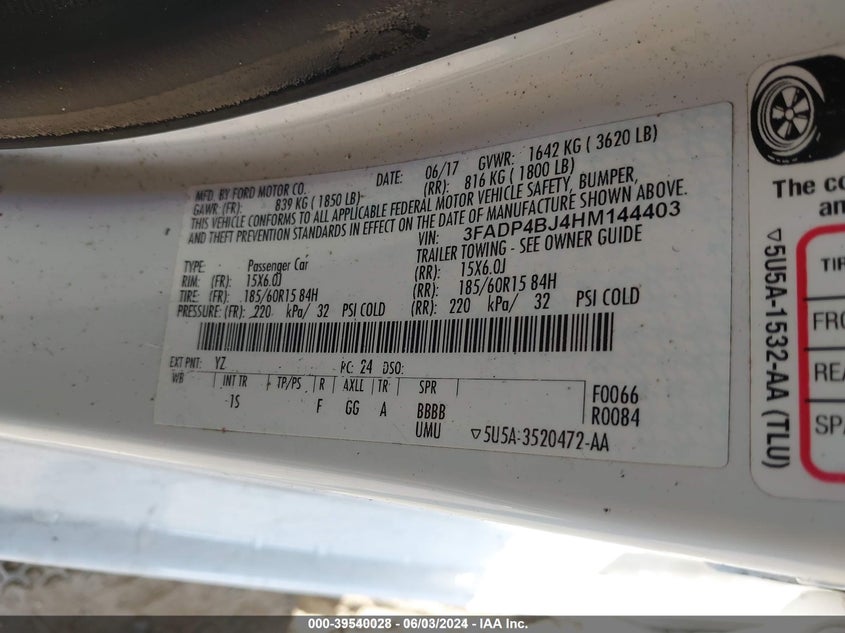 MFD. BY FORD MOTOR CO. DATE: 06/17 GVWR: 1642 KG ( 3620 LB)
GAWR (FR): 839 KG ( 1850 LB) (RR): 816 KG ( 1800 LB)
THIS VEHICLE CONFORMS TO ALL APPLICABLE FEDERAL MOTOR VEHICLE SAFETY, BUMPER,
AND THEFT PREVENTION STANDARDS IN EFFECT ON THE DATE OF MANUFACTURE SHOWN ABOVE.
VIN: 3FADP4BJ4HM144403
TYPE: Passenger Car TRAILER TOWING - SEE OWNER GUIDE
RIM: (FR): 15X6.0J (RR): 15X6.0J
TIRE: (FR): 185/60R15 84H (RR): 185/60R15 84H
PRESSURE: (FR): 220 kPa/ 32 PSI COLD (RR): 220 kPa/ 32 PSI COLD
EXT PNT: YZ RC: 24 DSO:
WB INT TR TP/PS R AXLE TR SPR
15 F GG A BBBB F0066
UMU R0084
▽5U5A-3520472-AA
The co
an
▽5U5A-1532-AA (TLU)
TIR
FRO
REA
SPA
000-39540028 - 06/03/2024 - IAA Inc.